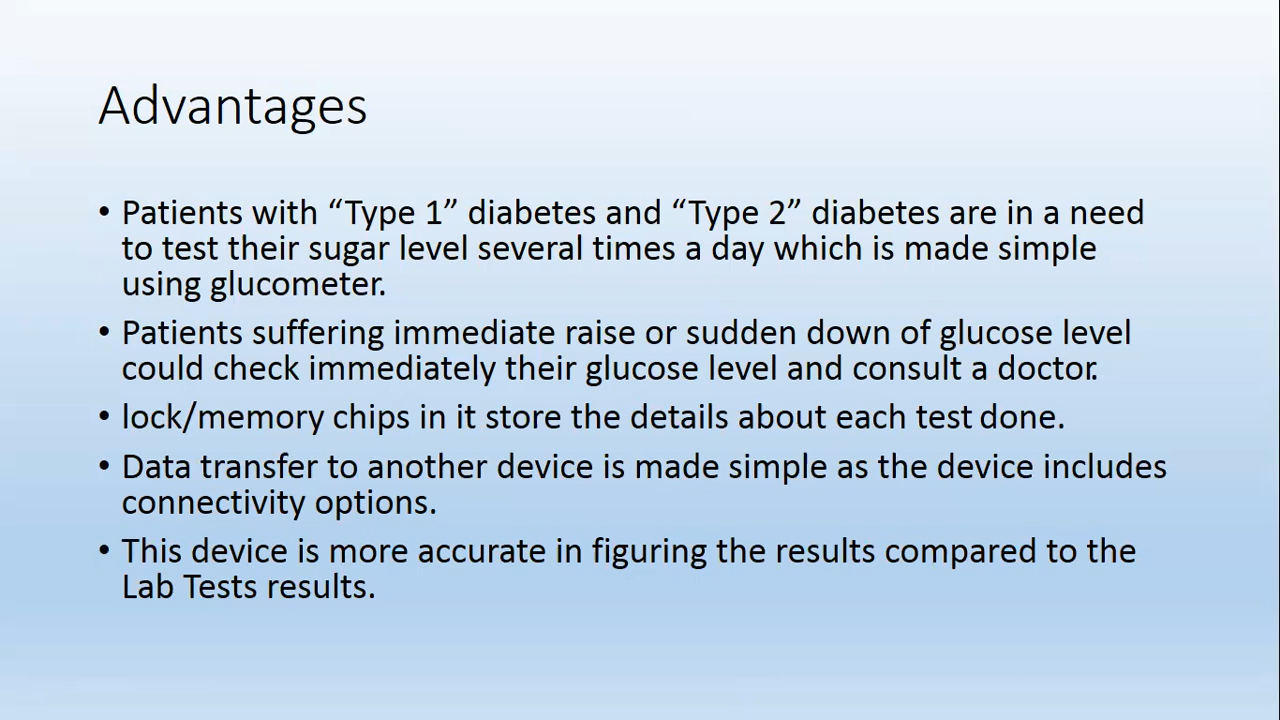 Advantages
• Patients with “Type 1” diabetes and “Type 2” diabetes are in a need
to test their sugar level several times a day which is made simple
using glucometer.
• Patients suffering immediate raise or sudden down of glucose level
could check immediately their glucose level and consult a doctor.
• lock/memory chips in it store the details about each test done.
• Data transfer to another device is made simple as the device includes
connectivity options.
• This device is more accurate in figuring the results compared to the
Lab Tests results.